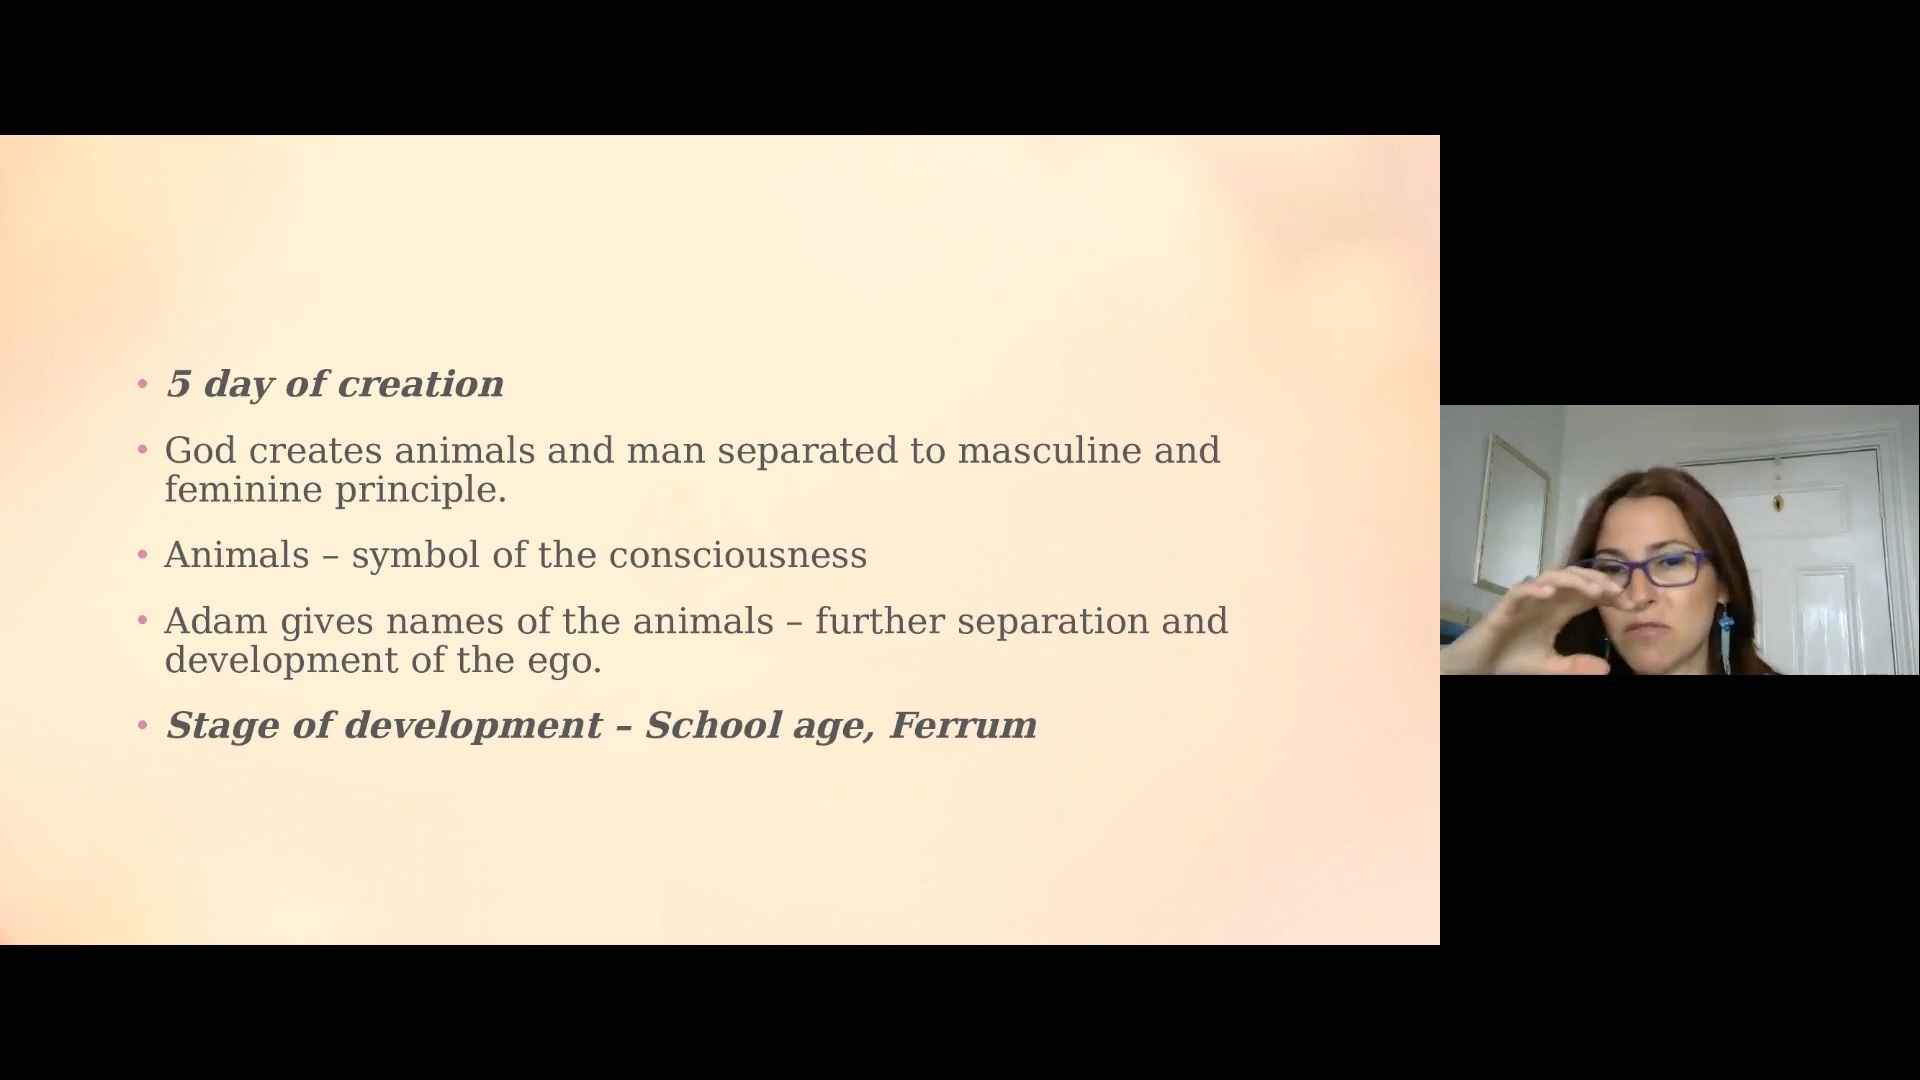 • 5 day of creation
• God creates animals and man separated to masculine and
feminine principle.
• Animals – symbol of the consciousness
• Adam gives names of the animals – further separation and
development of the ego.
• Stage of development – School age, Ferrum